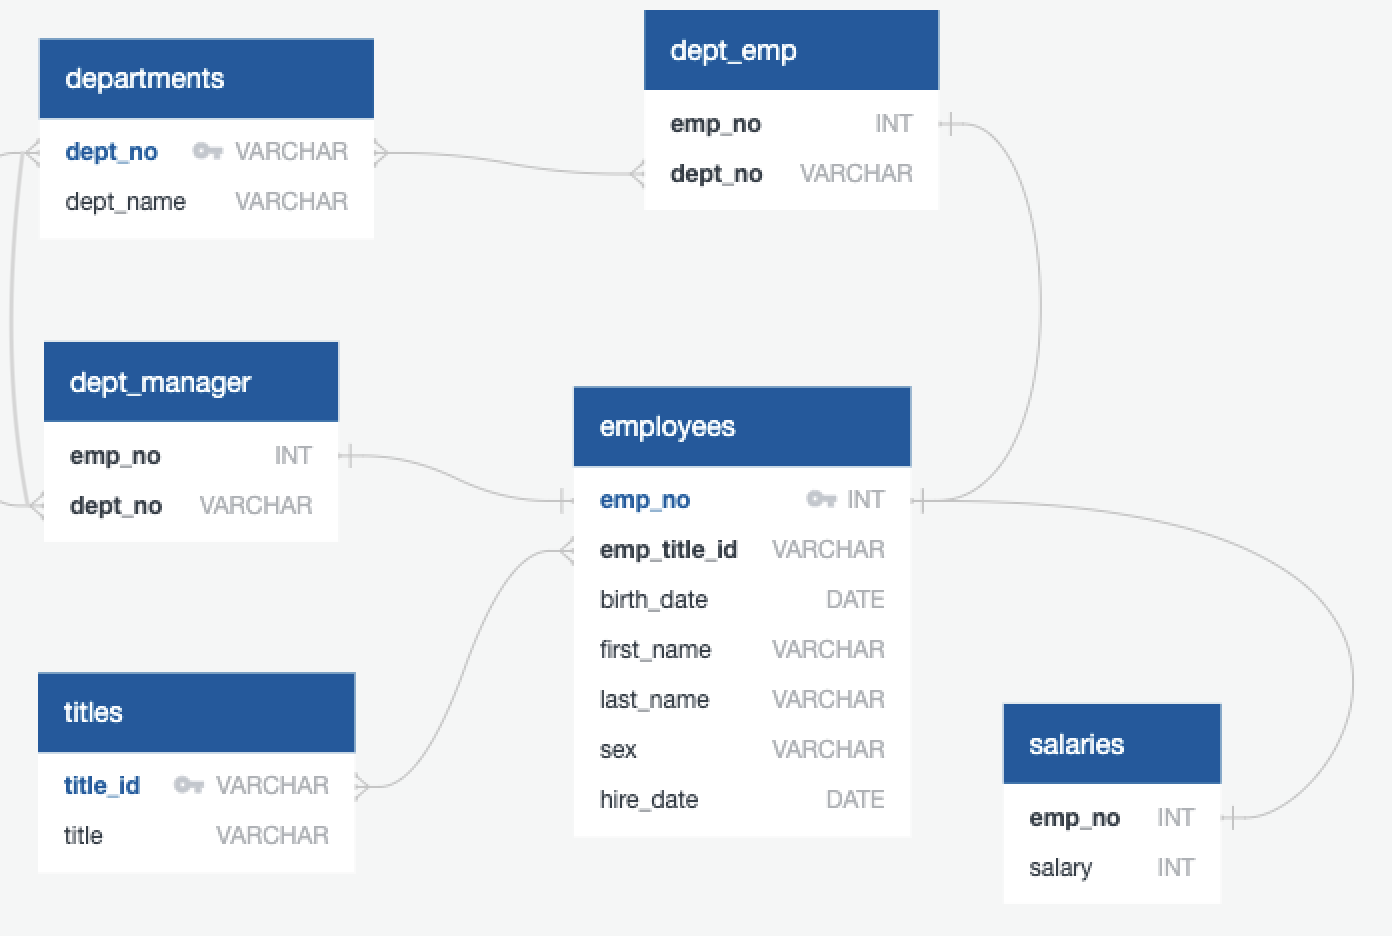 departments
dept_no VARCHAR
dept_name VARCHAR
dept_emp
emp_no INT
dept_no VARCHAR
dept_manager
emp_no INT
dept_no VARCHAR
employees
emp_no INT
emp_title_id VARCHAR
birth_date DATE
first_name VARCHAR
last_name VARCHAR
sex VARCHAR
hire_date DATE
titles
title_id VARCHAR
title VARCHAR
salaries
emp_no INT
salary INT